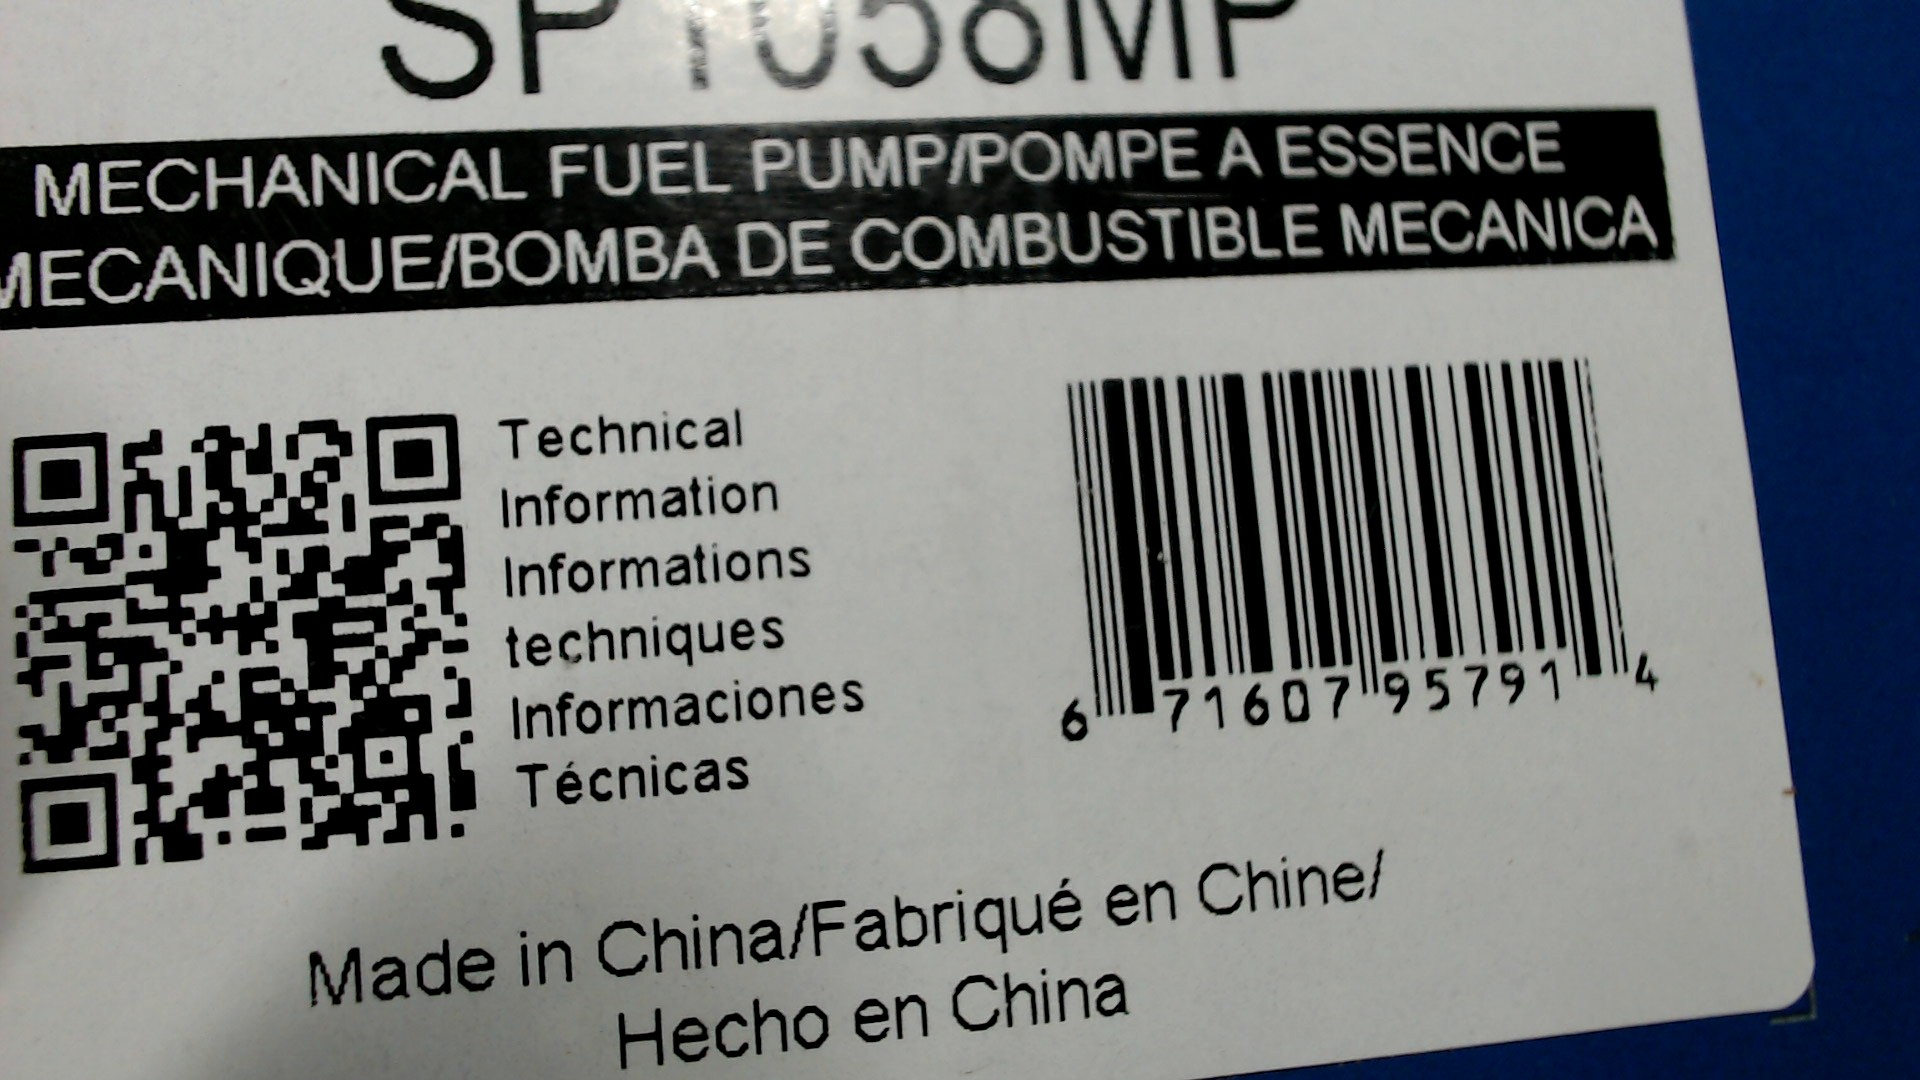 SP1058MP
MECHANICAL FUEL PUMP/POMPE A ESSENCE
MECANIQUE/BOMBA DE COMBUSTIBLE MECANICA
Technical
Information
Informations
techniques
Informaciones
Técnicas
6 71607 95791 4
Made in China/Fabriqué en Chine/
Hecho en China